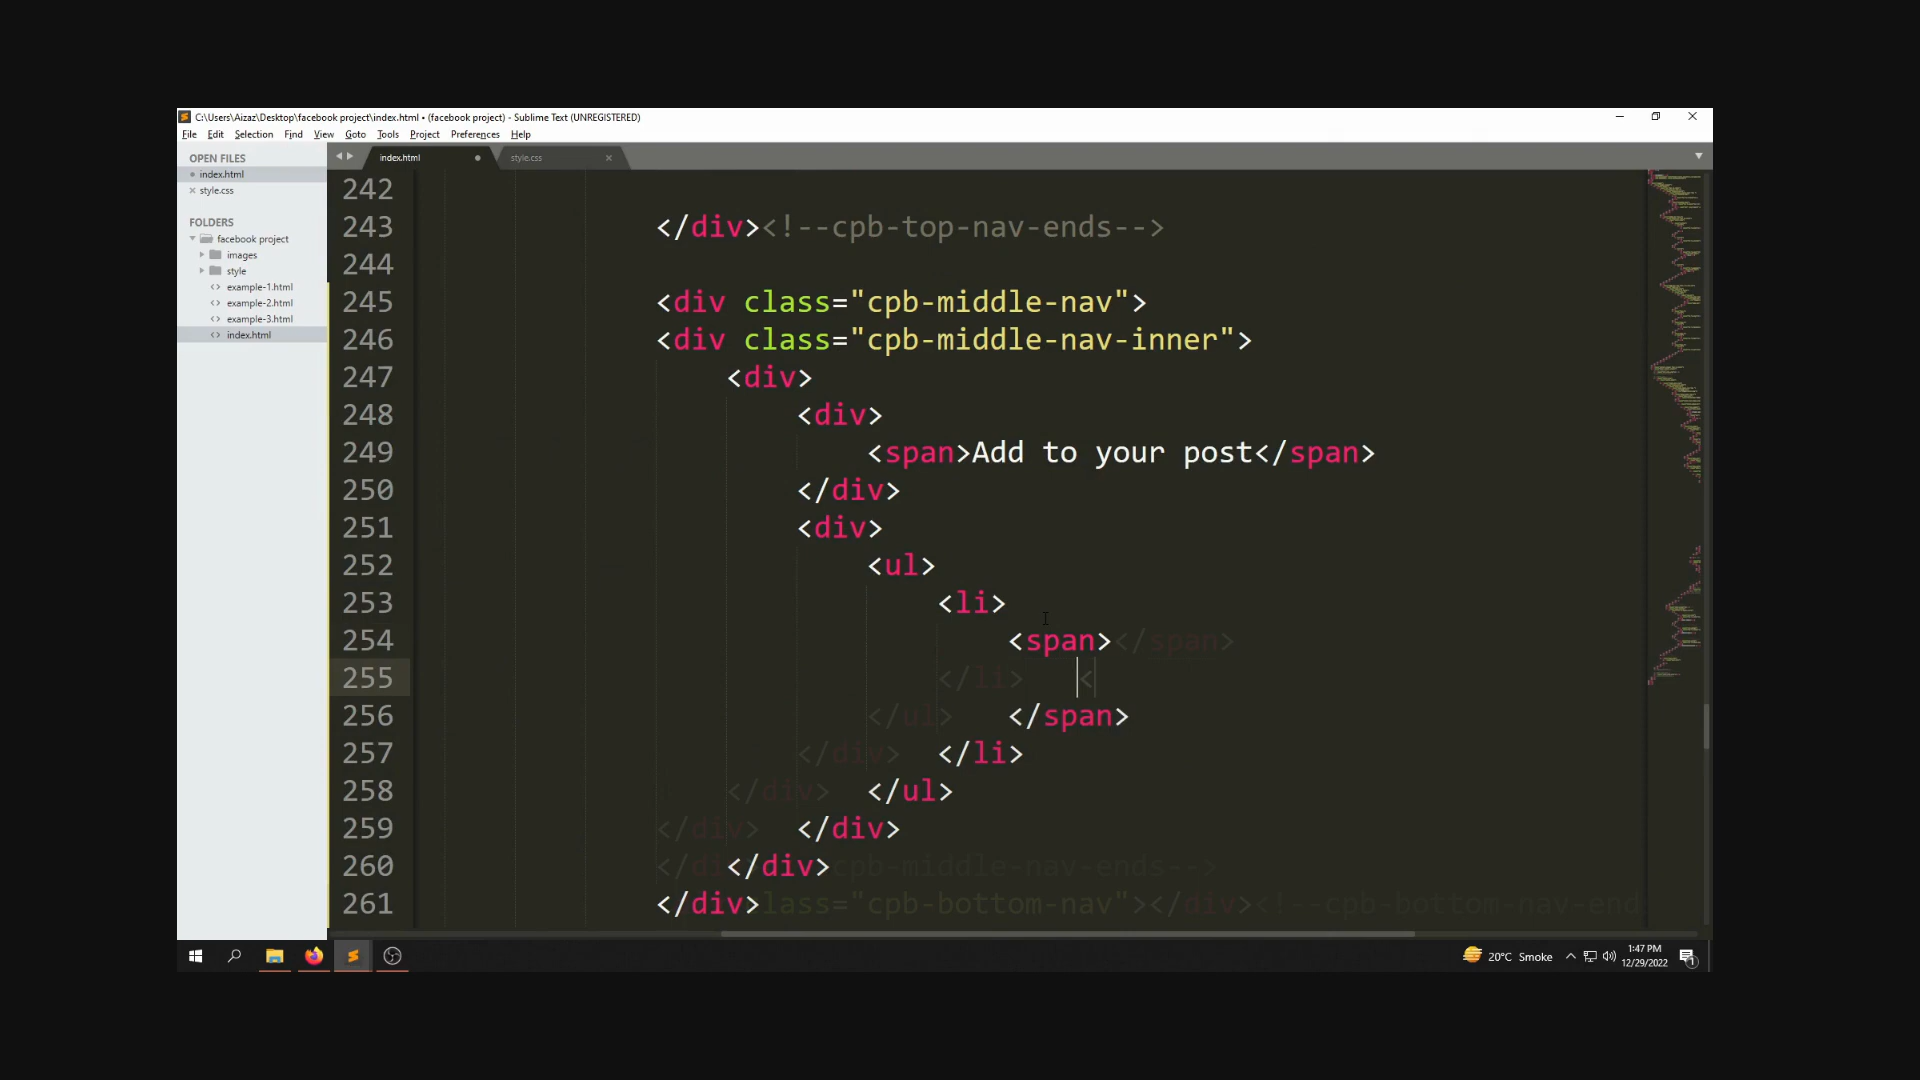 C:\Users\Aizaz\Desktop\facebook project\index.html • (facebook project) - Sublime Text (UNREGISTERED)
File Edit Selection Find View Goto Tools Project Preferences Help
OPEN FILES
index.html
style.css
FOLDERS
facebook project
images
style
example-1.html
example-2.html
example-3.html
index.html
index.html style.css
242
243 </div><!--cpb-top-nav-ends-->
244
245 <div class="cpb-middle-nav">
246 <div class="cpb-middle-nav-inner">
247 <div>
248 <div>
249 <span>Add to your post</span>
250 </div>
251 <div>
252 <ul>
253 <li>
254 <span></span>
255 </li> <
256 </ul> </span>
257 </div> </li>
258 </div> </ul>
259 </div> </div>
260 </div> cpb-middle-nav-ends-->
261 </div>lass="cpb-bottom-nav"></div><!--cpb-bottom-nav-end
20°C Smoke
1:47 PM
12/29/2022
1